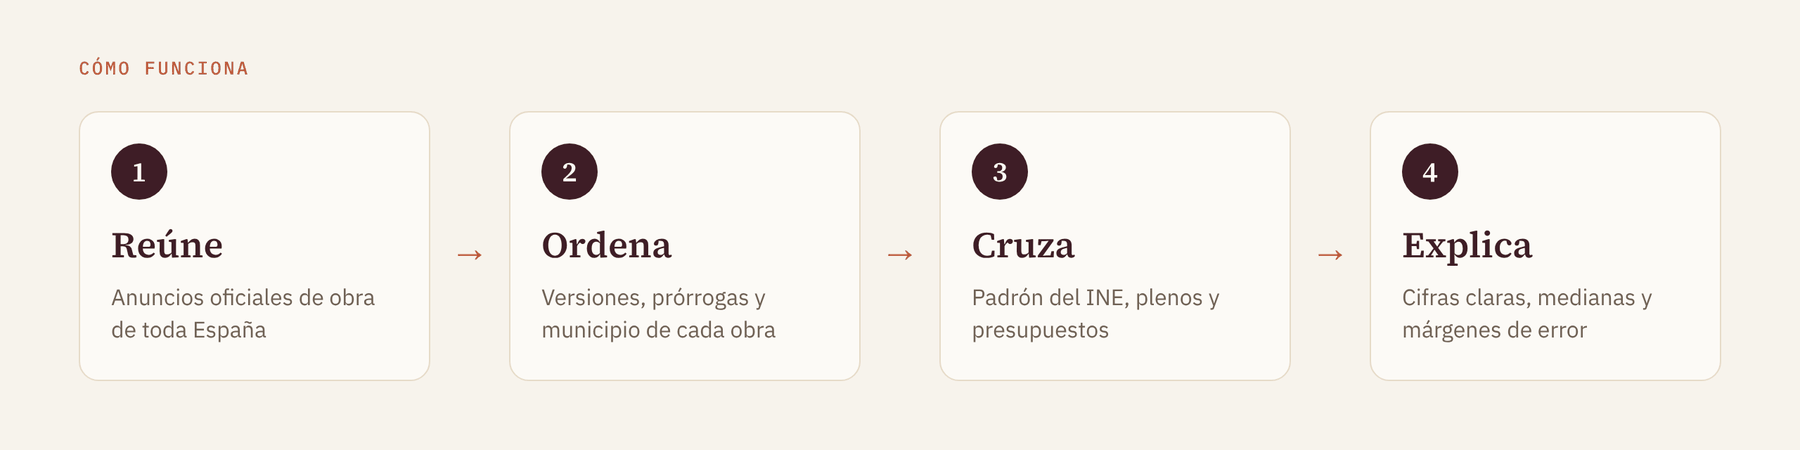 CÓMO FUNCIONA
1
Reúne
Anuncios oficiales de obra
de toda España
→
2
Ordena
Versiones, prórrogas y
municipio de cada obra
→
3
Cruza
Padrón del INE, plenos y
presupuestos
→
4
Explica
Cifras claras, medianas y
márgenes de error